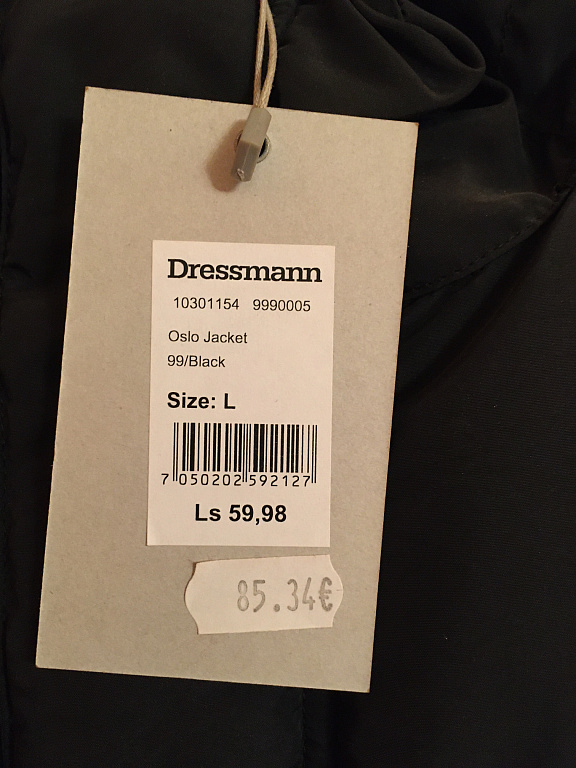 Dressmann
10301154 9990005
Oslo Jacket
99/Black
Size: L
7 050202 592127
Ls 59,98
85.34€